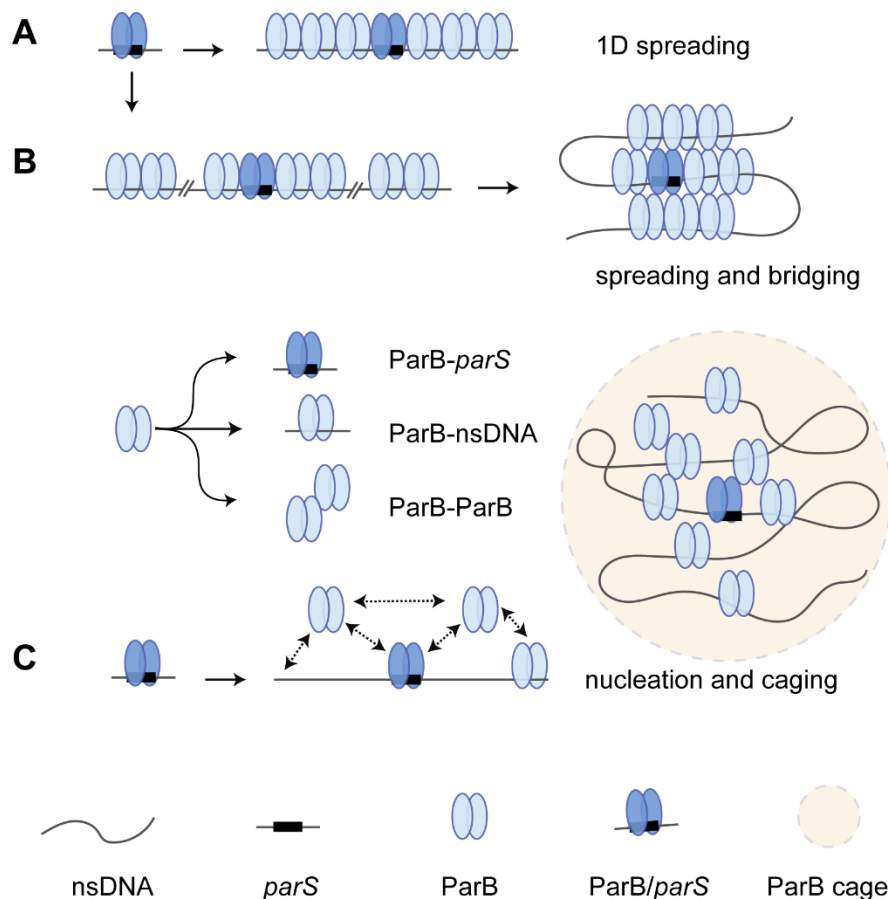 A
1D spreading
B
spreading and bridging
ParB-parS
ParB-nsDNA
ParB-ParB
C
nucleation and caging
nsDNA
parS
ParB
ParB/parS
ParB cage